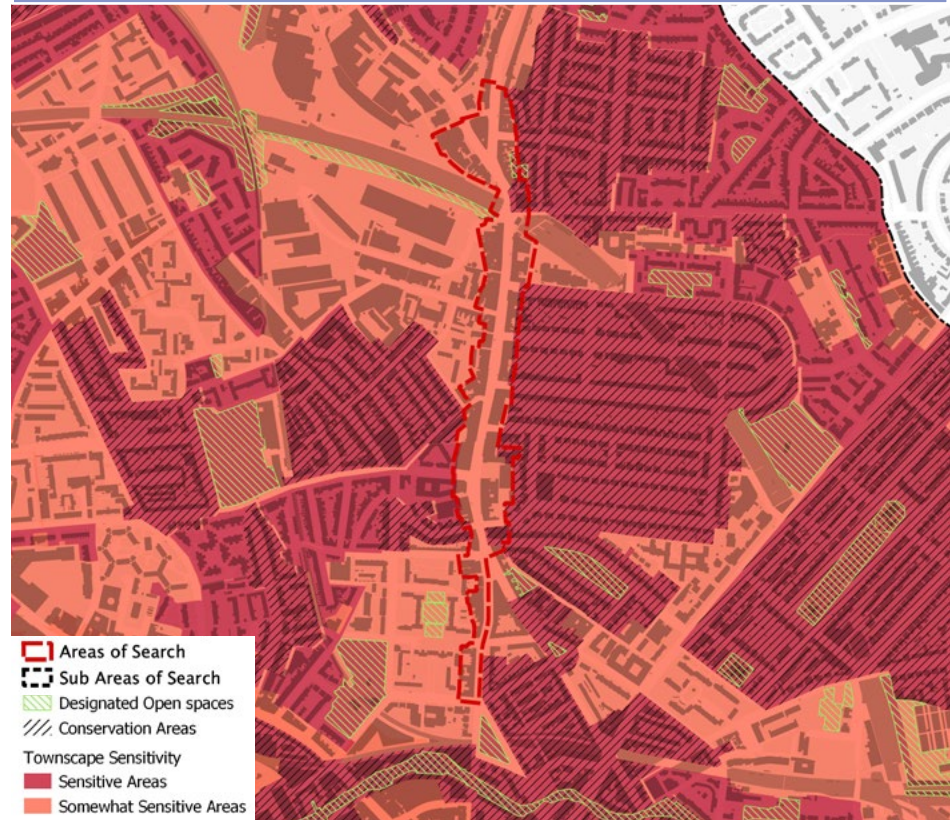 Areas of Search
Sub Areas of Search
Designated Open spaces
Conservation Areas
Townscape Sensitivity
Sensitive Areas
Somewhat Sensitive Areas